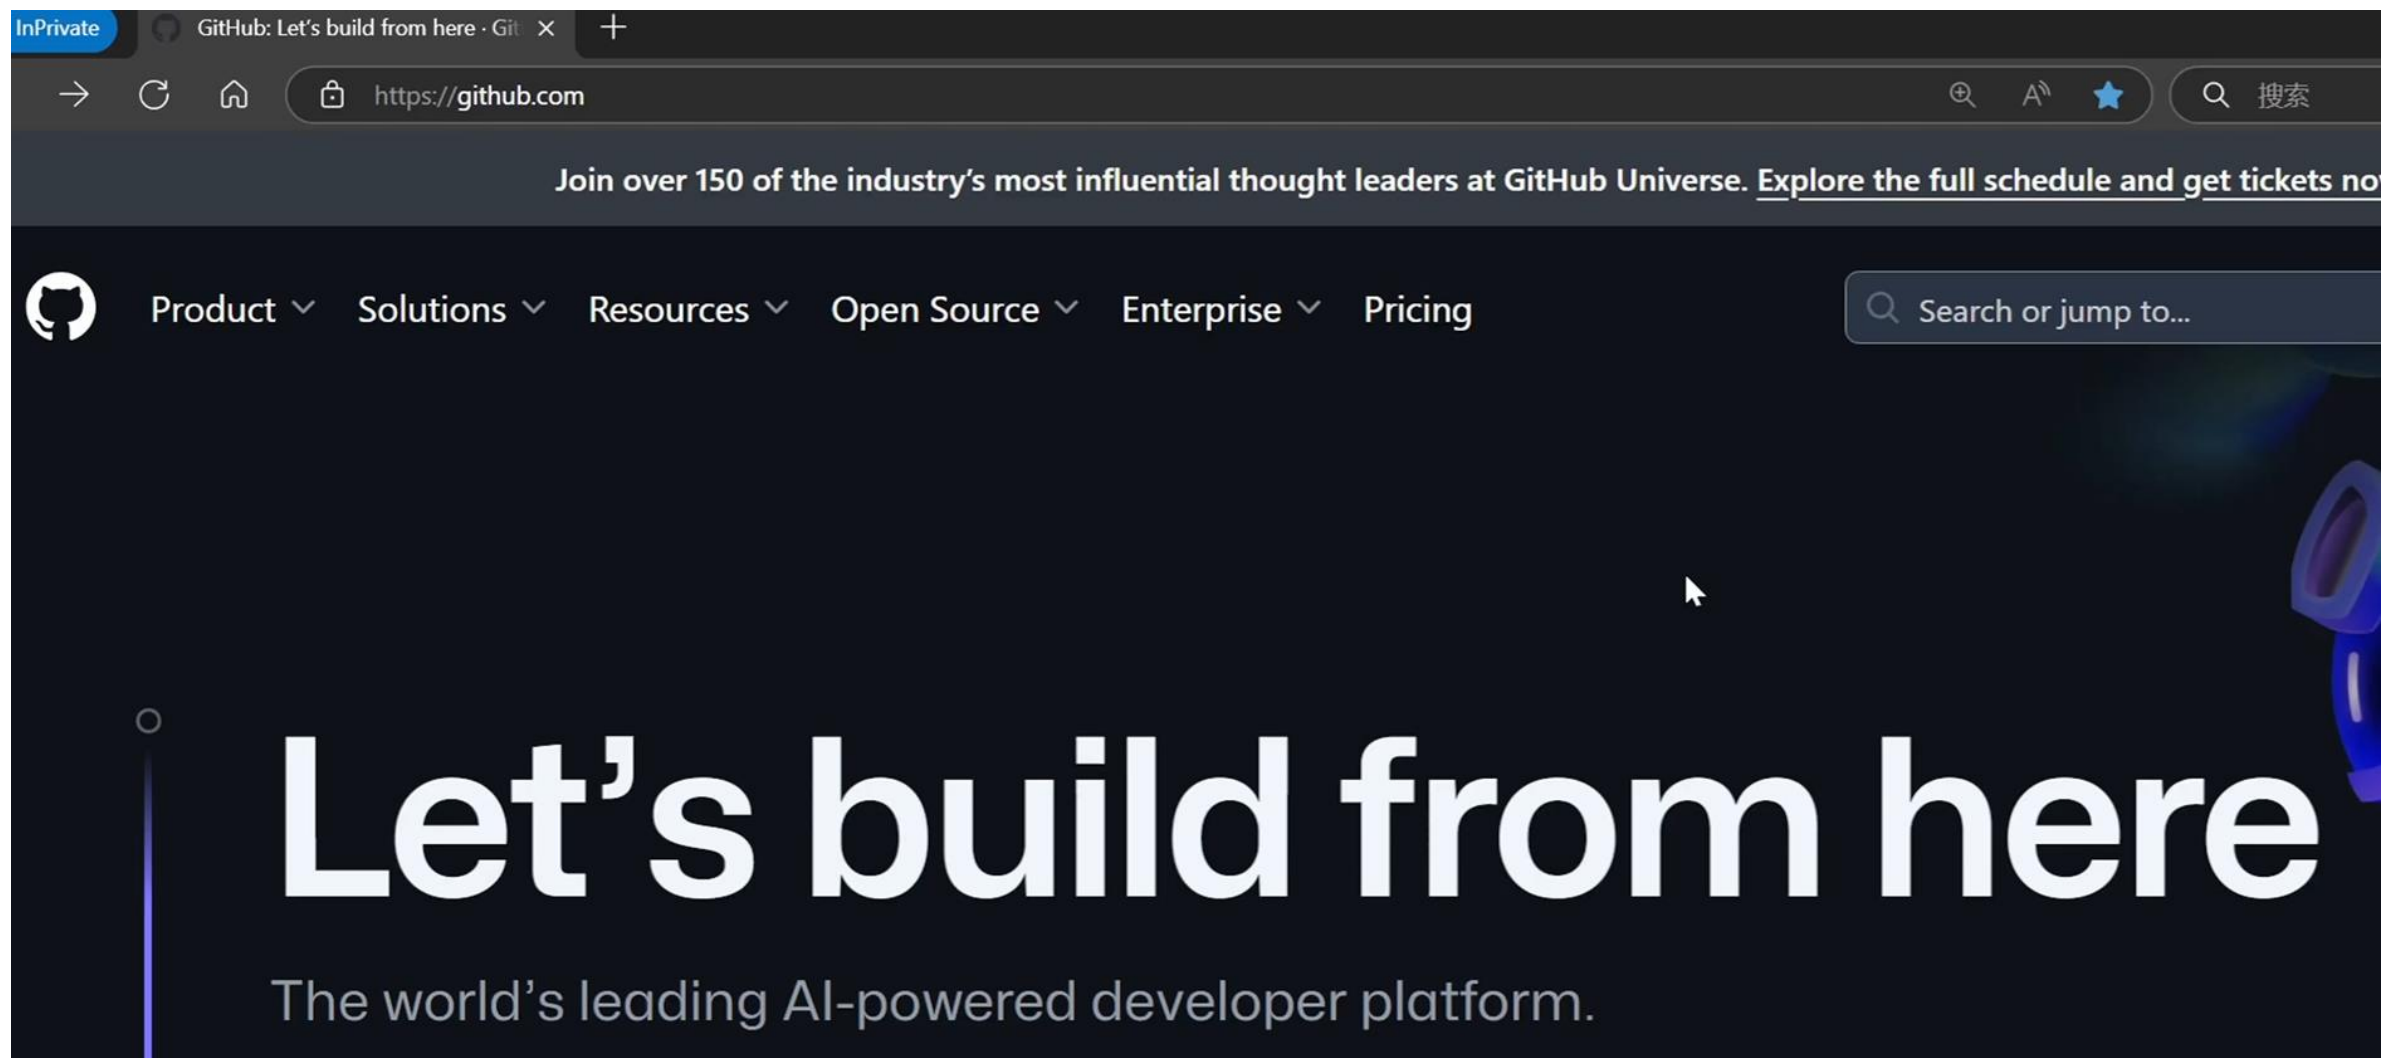 InPrivate
GitHub: Let's build from here · Git
https://github.com
搜索
Join over 150 of the industry's most influential thought leaders at GitHub Universe. Explore the full schedule and get tickets no
Product Solutions Resources Open Source Enterprise Pricing
Search or jump to...
Let's build from here
The world's leading AI-powered developer platform.